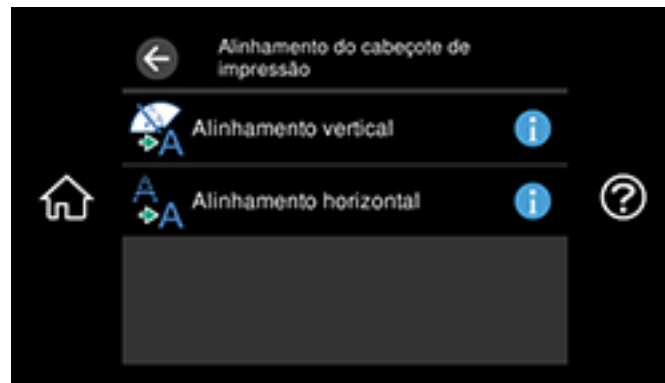 Alinhamento do cabeçote de
impressão
Alinhamento vertical
Alinhamento horizontal